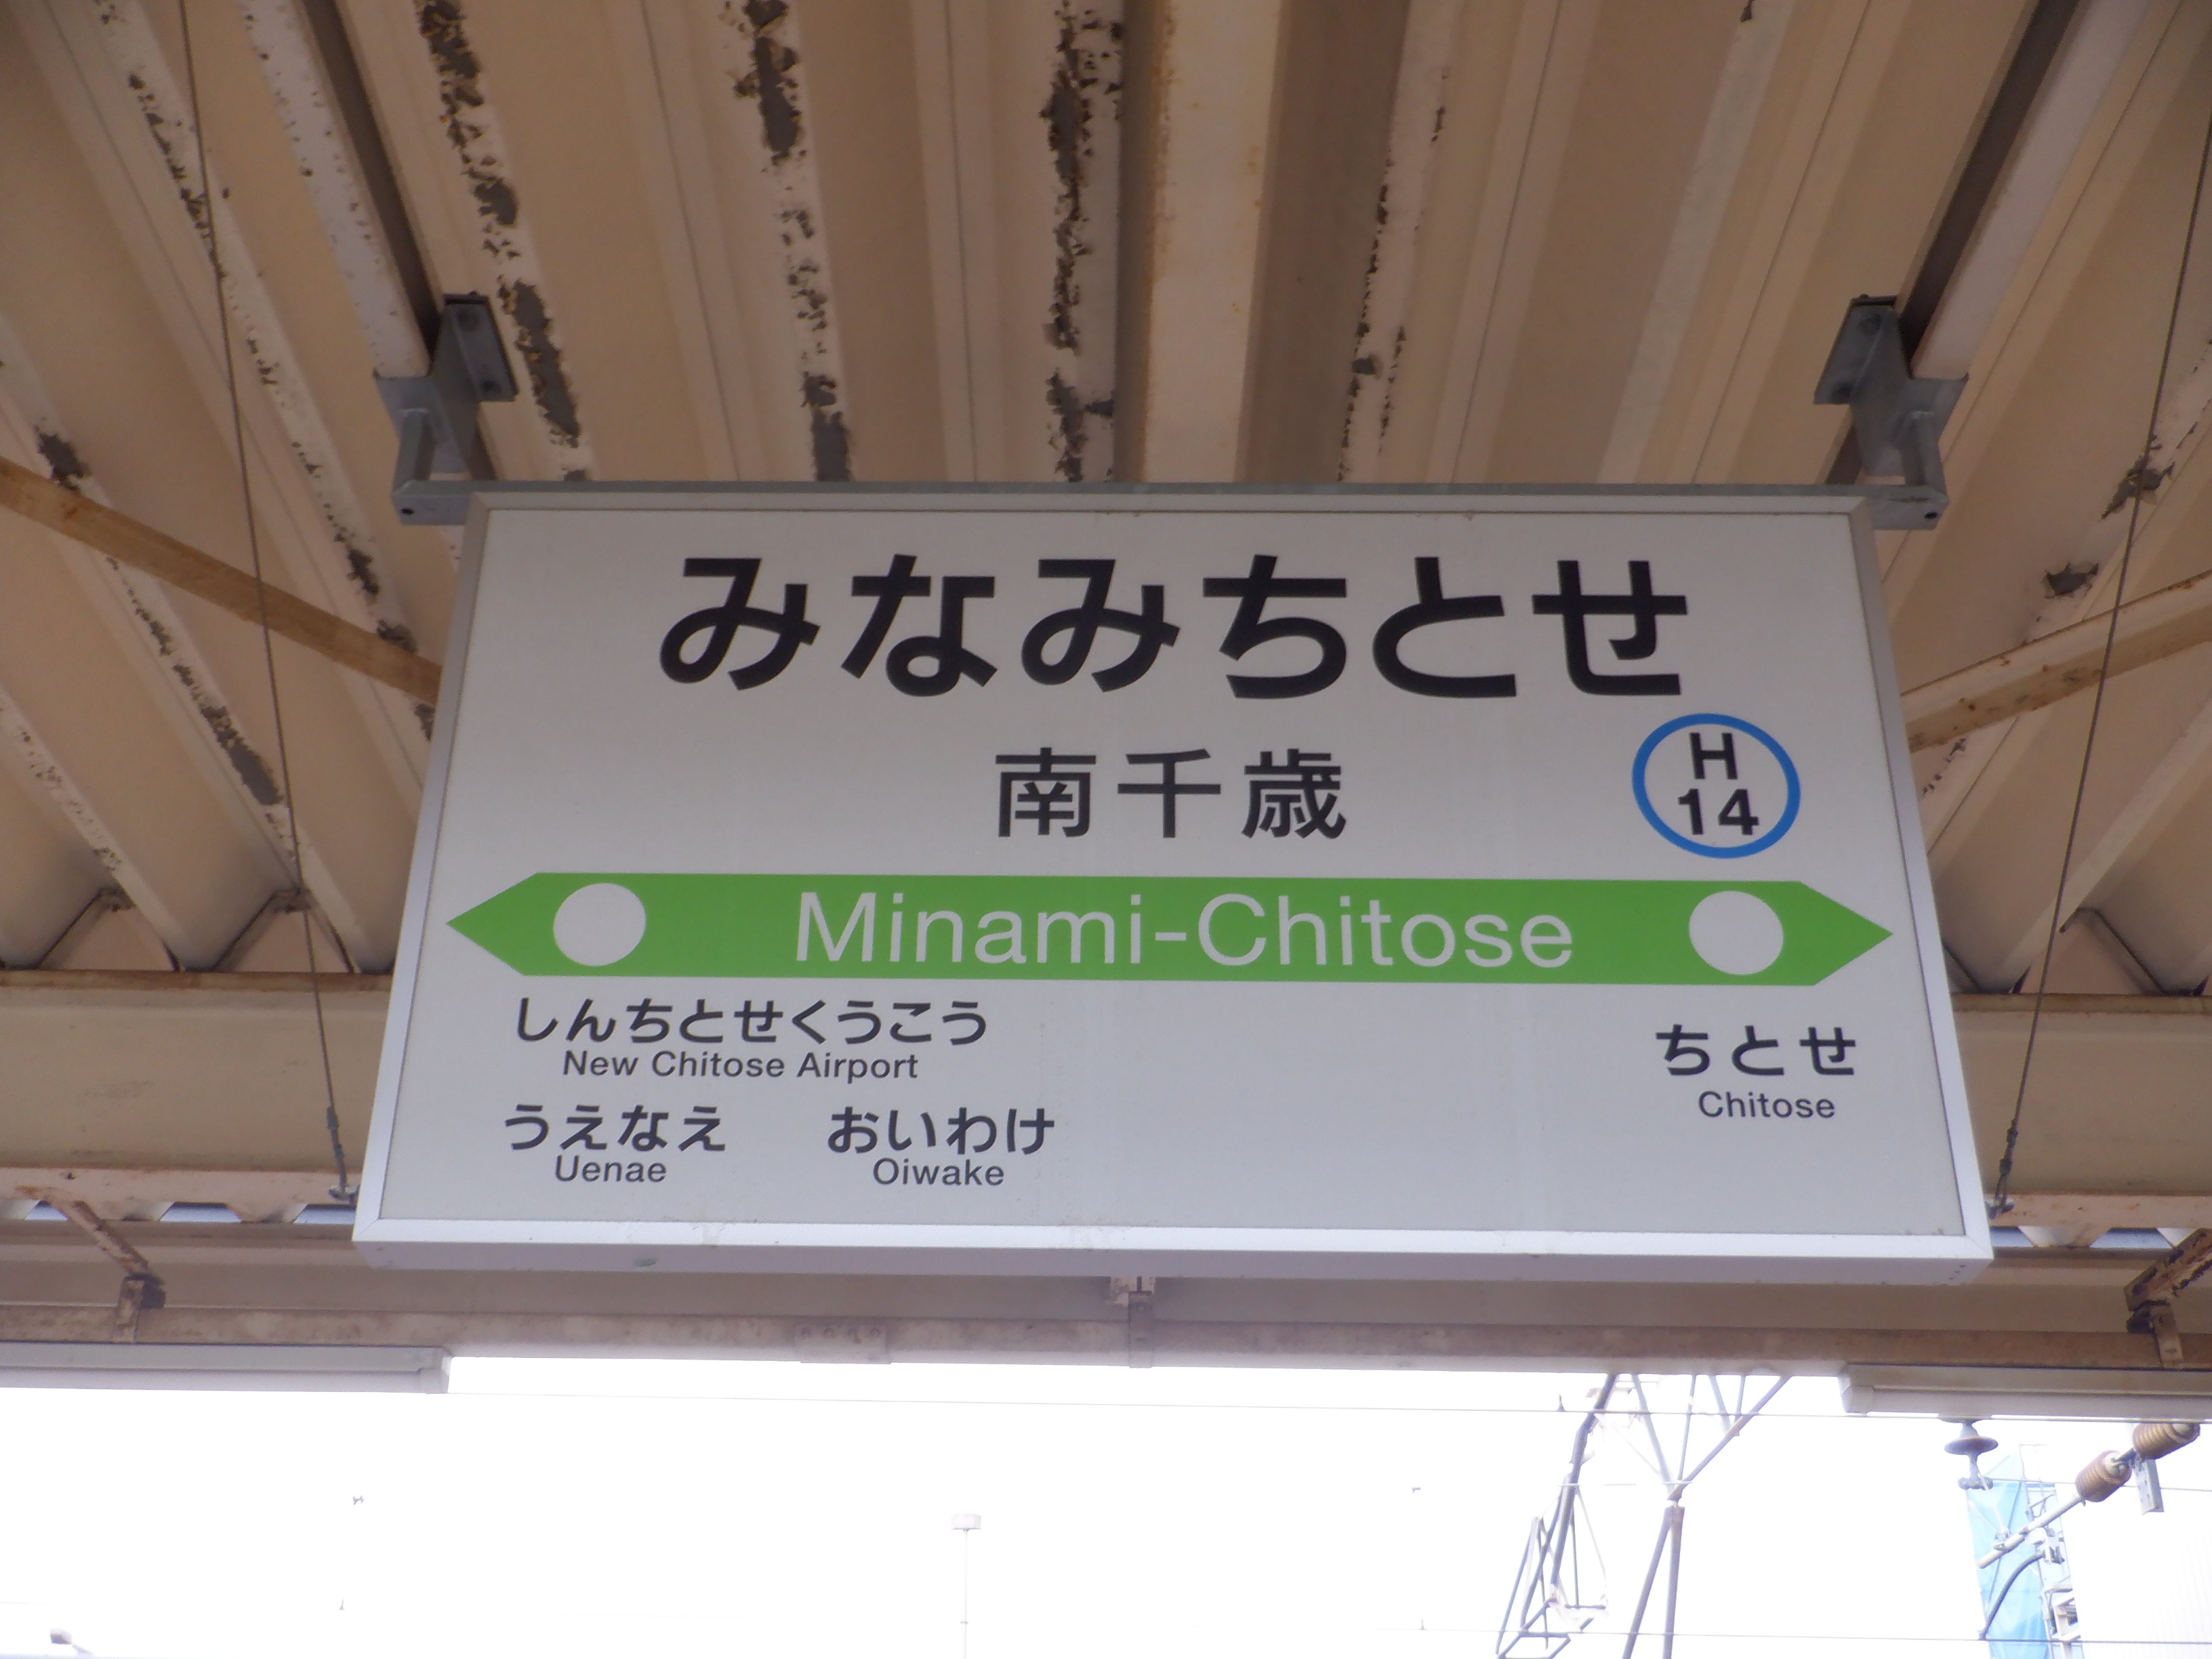 みなみちとせ
南千歳
H
14
Minami-Chitose
しんちとせくうこう
New Chitose Airport
ちとせ
Chitose
うえなえ おいわけ
Uenae Oiwake